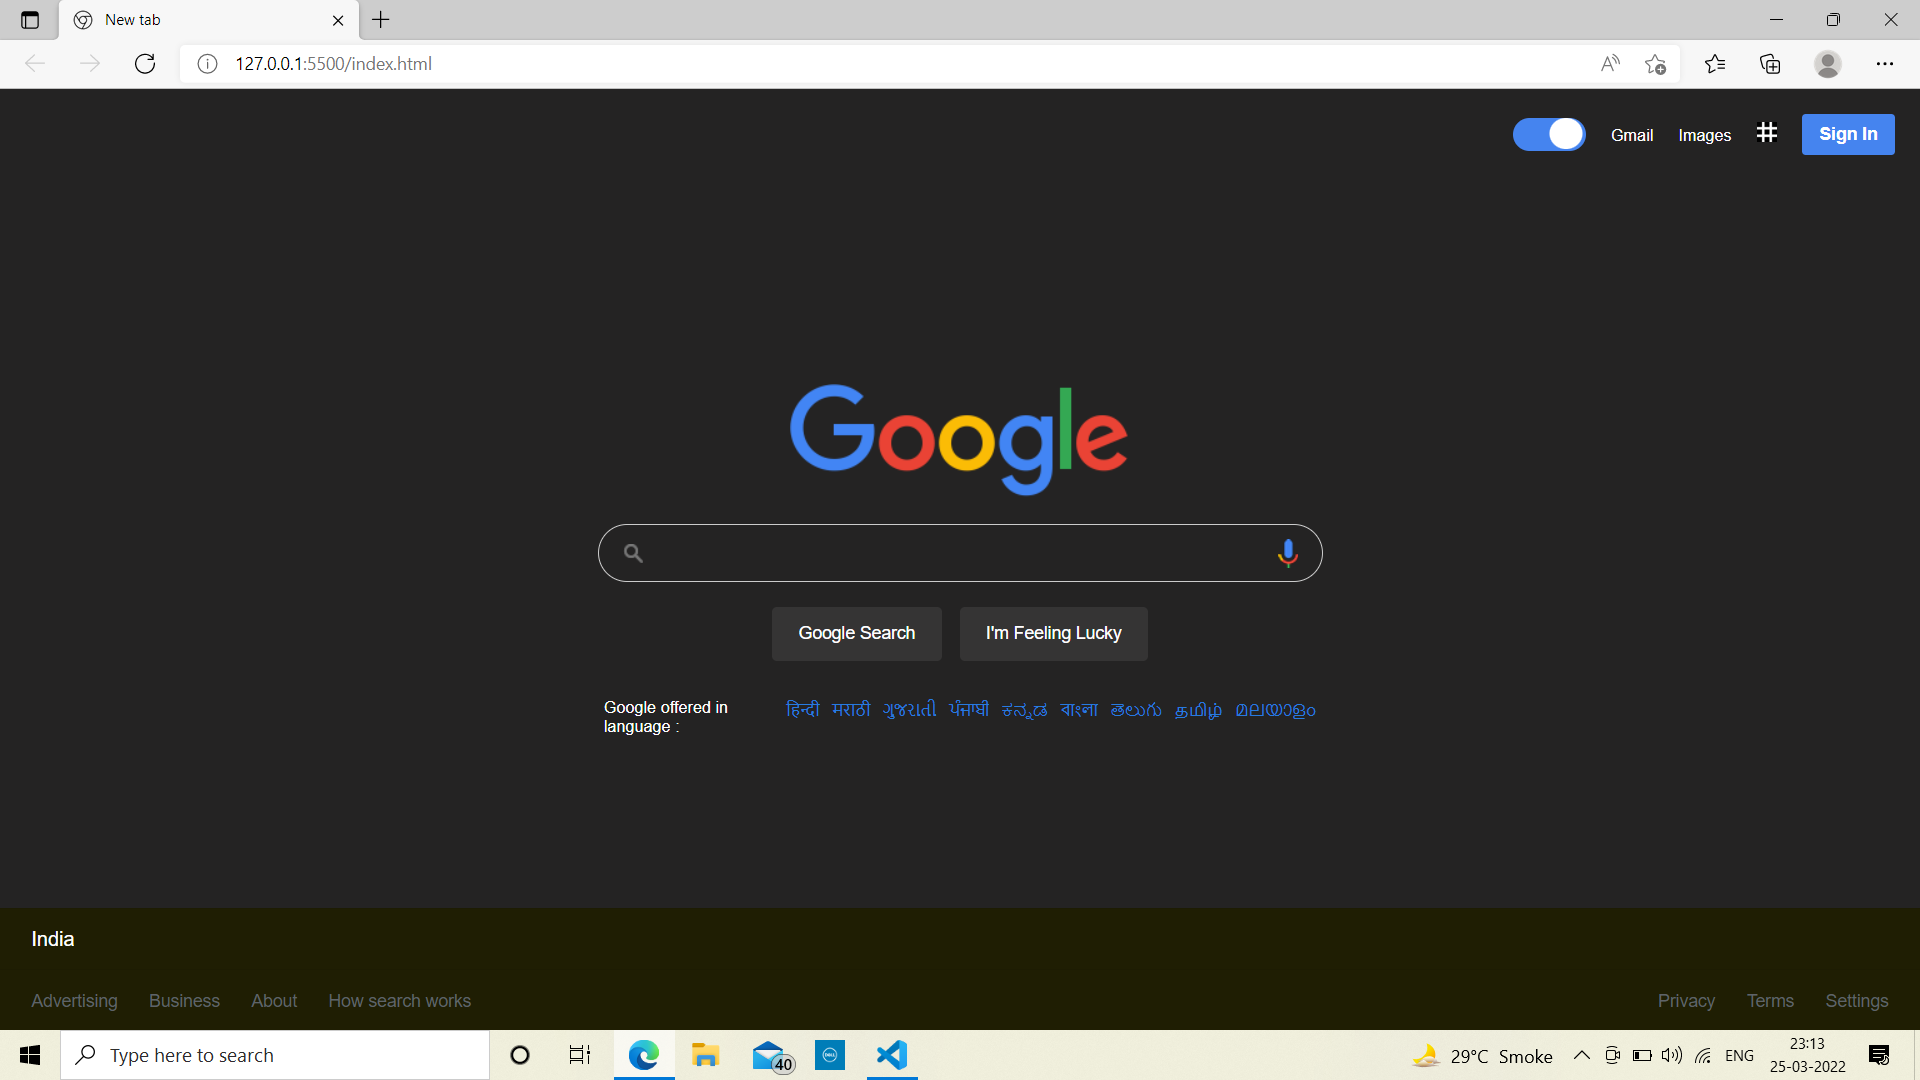 New tab
127.0.0.1:5500/index.html
Gmail Images Sign In
Google
Google Search I'm Feeling Lucky
Google offered in
language :
हिन्दी मराठी ગુજરાતી ਪੰਜਾਬੀ ಕನ್ನಡ বাংলা తెలుగు தமிழ் മലയാളം
India
Advertising Business About How search works
Privacy Terms Settings
Type here to search
40
DELL
29°C Smoke
ENG
23:13
25-03-2022